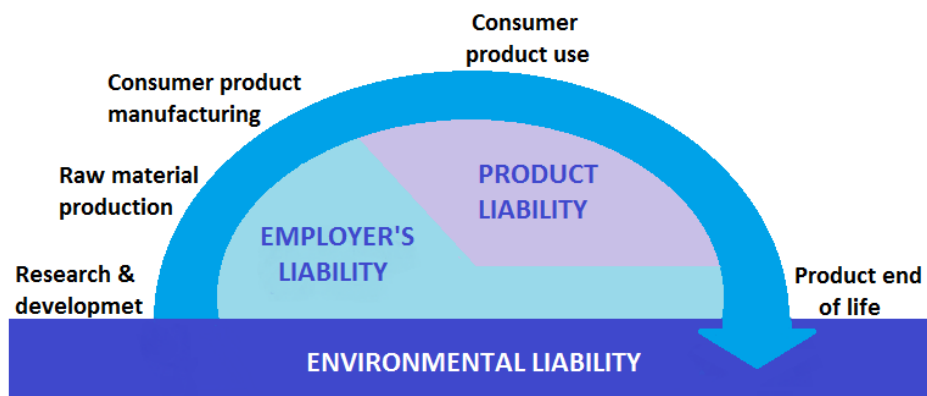 Consumer
product use
Consumer product
manufacturing
Raw material
production
PRODUCT
LIABILITY
EMPLOYER'S
LIABILITY
Research &
developmet
Product end
of life
ENVIRONMENTAL LIABILITY